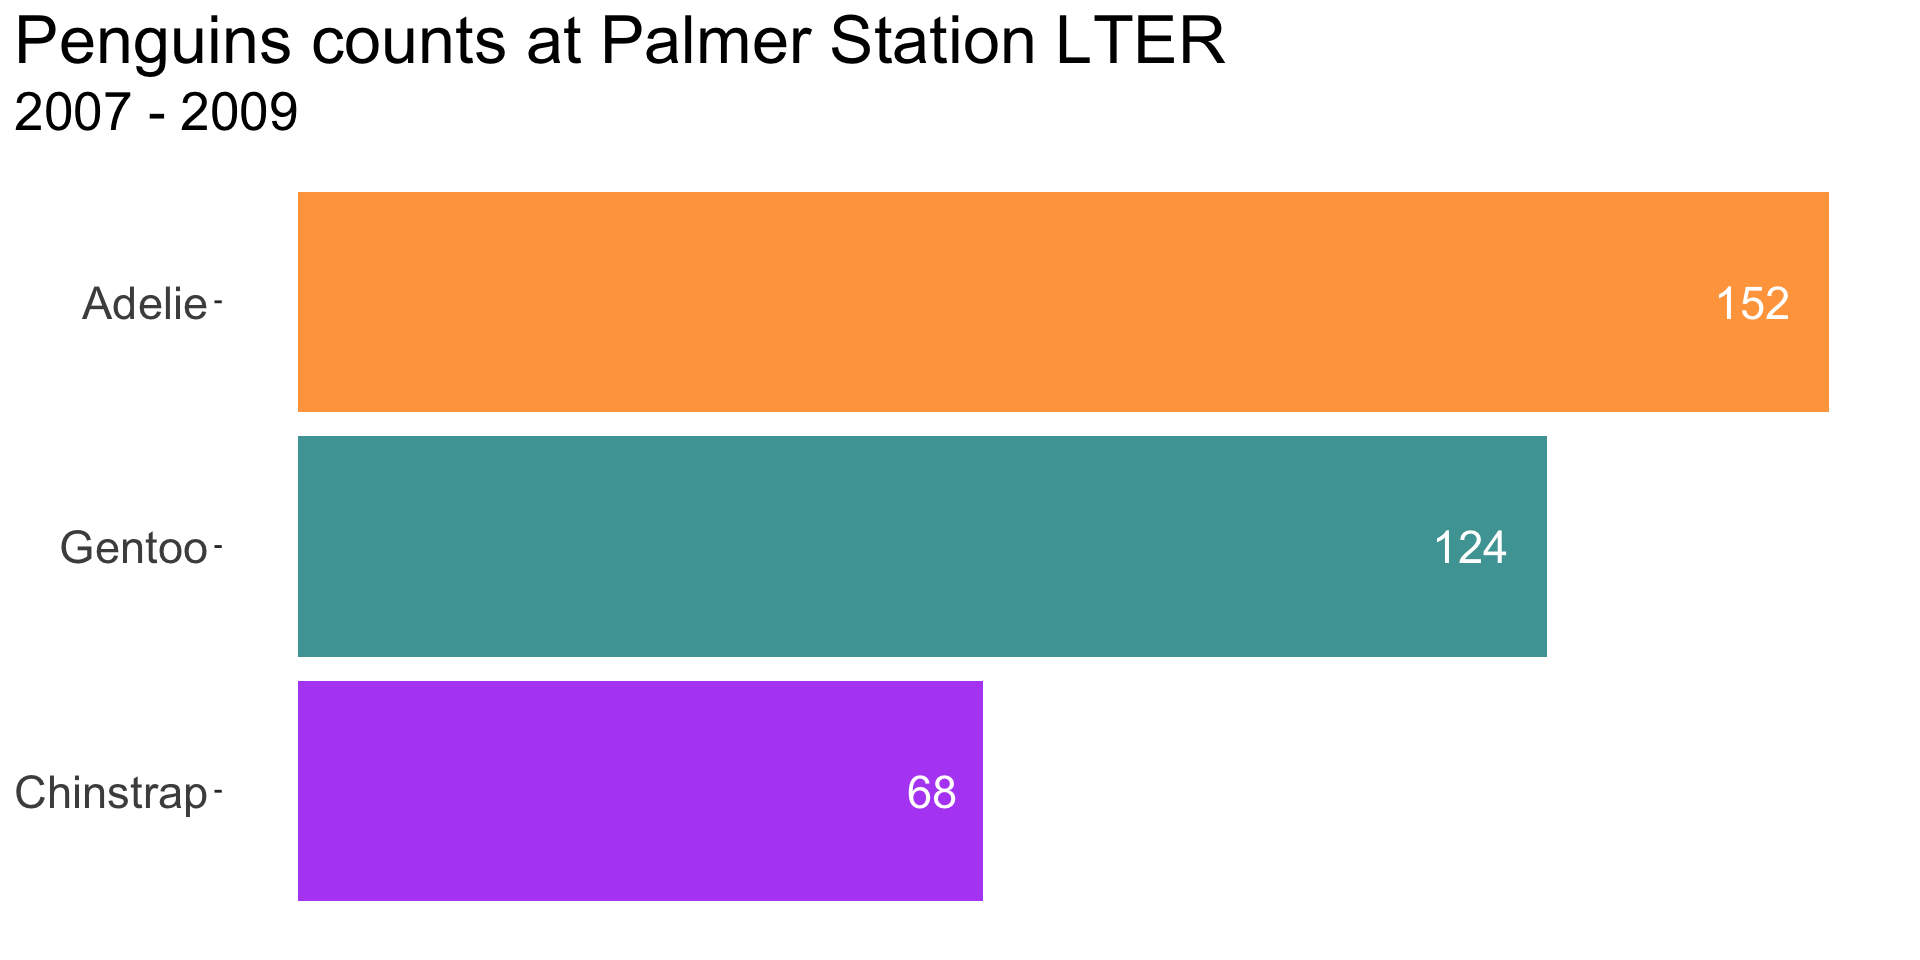 Penguins counts at Palmer Station LTER
2007 - 2009
Adelie
152
Gentoo
124
Chinstrap
68